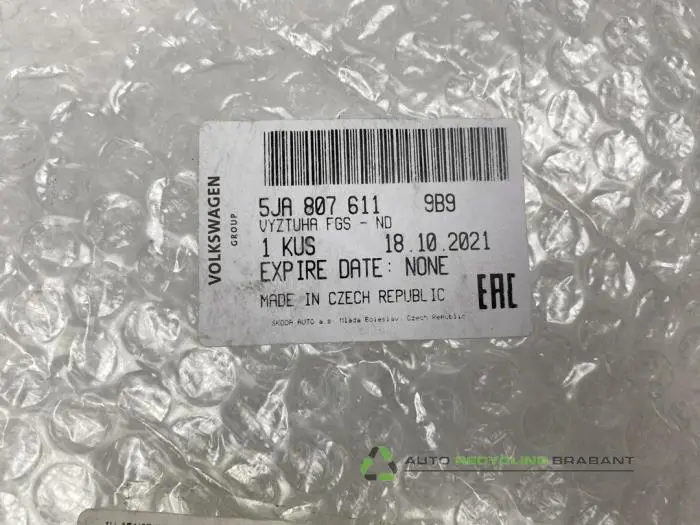 VOLKSWAGEN
GROUP
5JA 807 611 9B9
VYZTUHA FGS - ND
1 KUS 18.10.2021
EXPIRE DATE: NONE
MADE IN CZECH REPUBLIC
EAC
SKODA AUTO a.s. Mlada Boleslav, Czech Republic
AUTO RECYCLING BRABANT